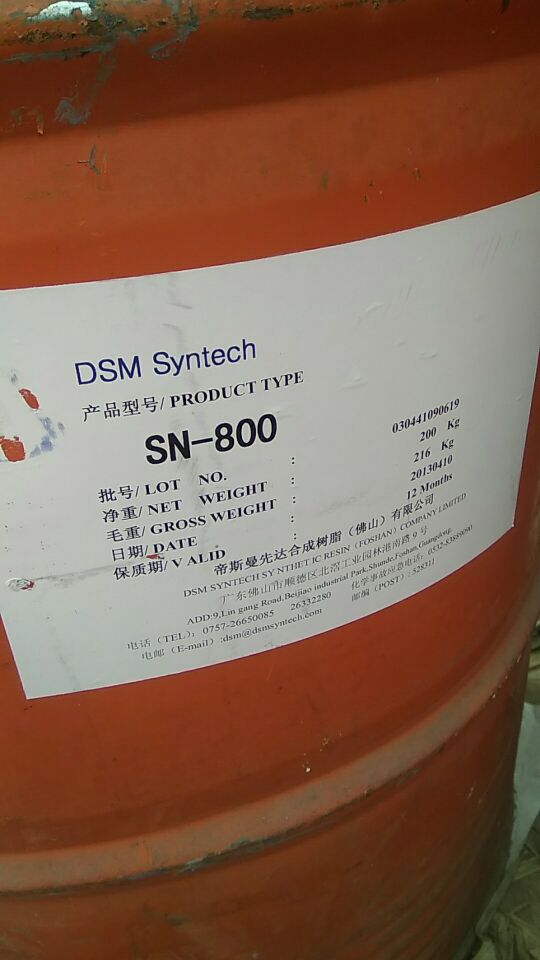 DSM Syntech
产品型号/ PRODUCT TYPE
SN-800
批号/ LOT NO. : 030441090619
净重/ NET WEIGHT : 200 Kg
毛重/ GROSS WEIGHT : 216 Kg
日期/ DATE : 20130410
保质期/ V ALID : 12 Months
帝斯曼先达合成树脂（佛山）有限公司
DSM SYNTECH SY NTHET IC RESIN（FOSHAN）COMPANY LIMITED
广东佛山市顺德区北滘工业园林港南路 9 号
ADD:9,Lin gang Road,Beijiao industrial Park,Shunde,Foshan,Guangdong.
电话（TEL）：0757-26650085 26332280 化学事故应急电话：
电邮（E-mail）:dsm@dsmsyntech.com 邮编（POST）: 528311